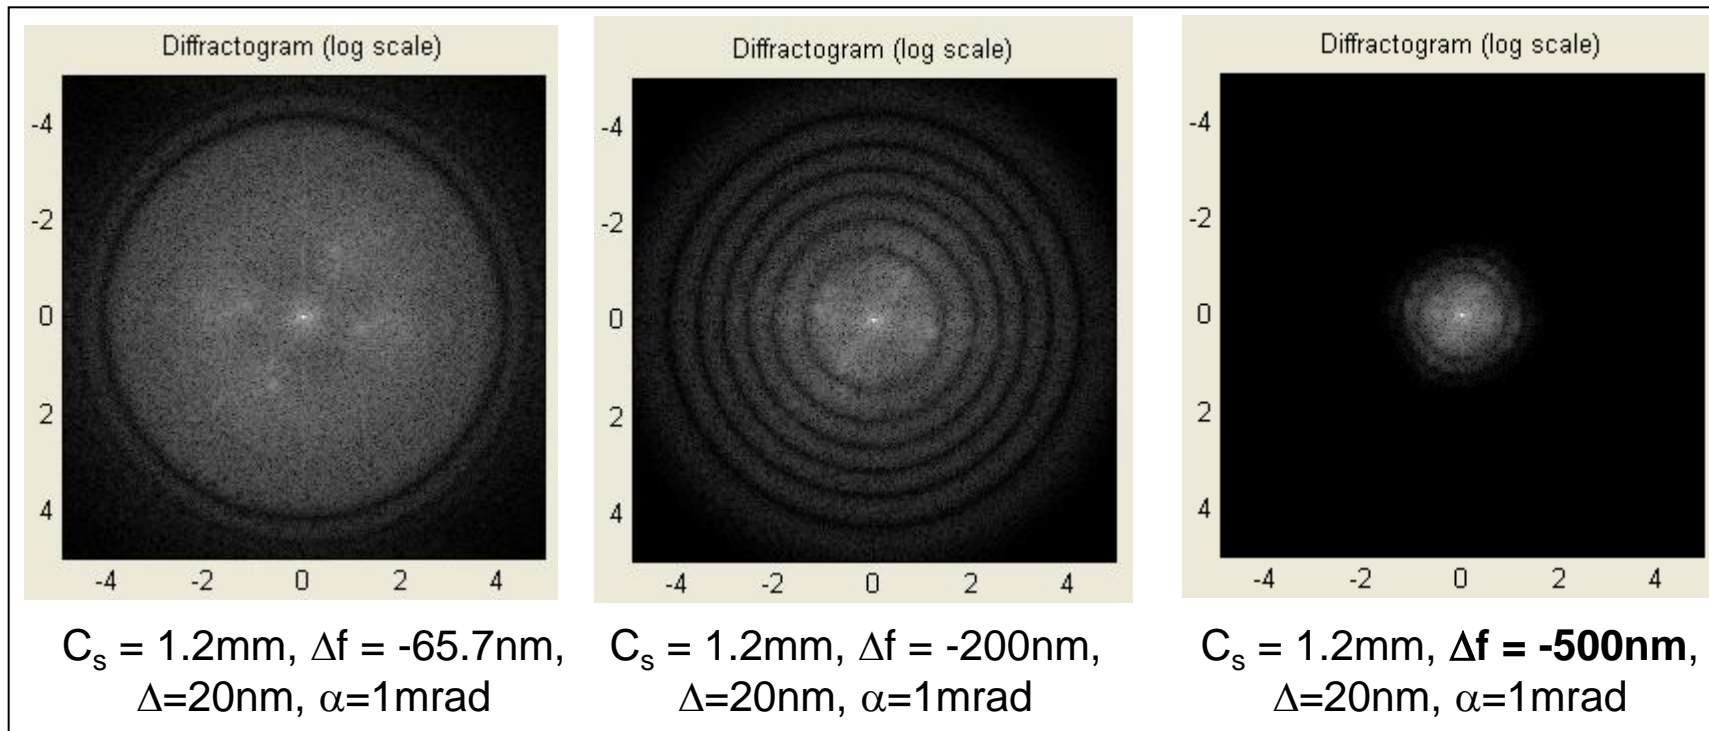 Diffractogram (log scale)
-4
-2
0
2
4
-4 -2 0 2 4
Cs = 1.2mm, Δf = -65.7nm,
Δ=20nm, α=1mrad
Diffractogram (log scale)
-4
-2
0
2
4
-4 -2 0 2 4
Cs = 1.2mm, Δf = -200nm,
Δ=20nm, α=1mrad
Diffractogram (log scale)
-4
-2
0
2
4
-4 -2 0 2 4
Cs = 1.2mm, Δf = -500nm,
Δ=20nm, α=1mrad